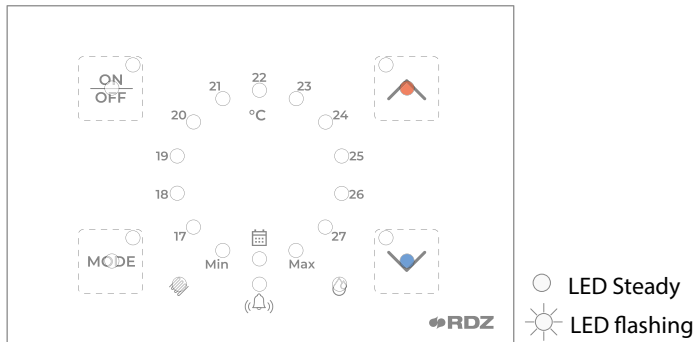 ON
OFF
21
22
23
20
°C
24
19
25
18
26
17
27
MODE
Min
Max
RDZ
LED Steady
LED flashing